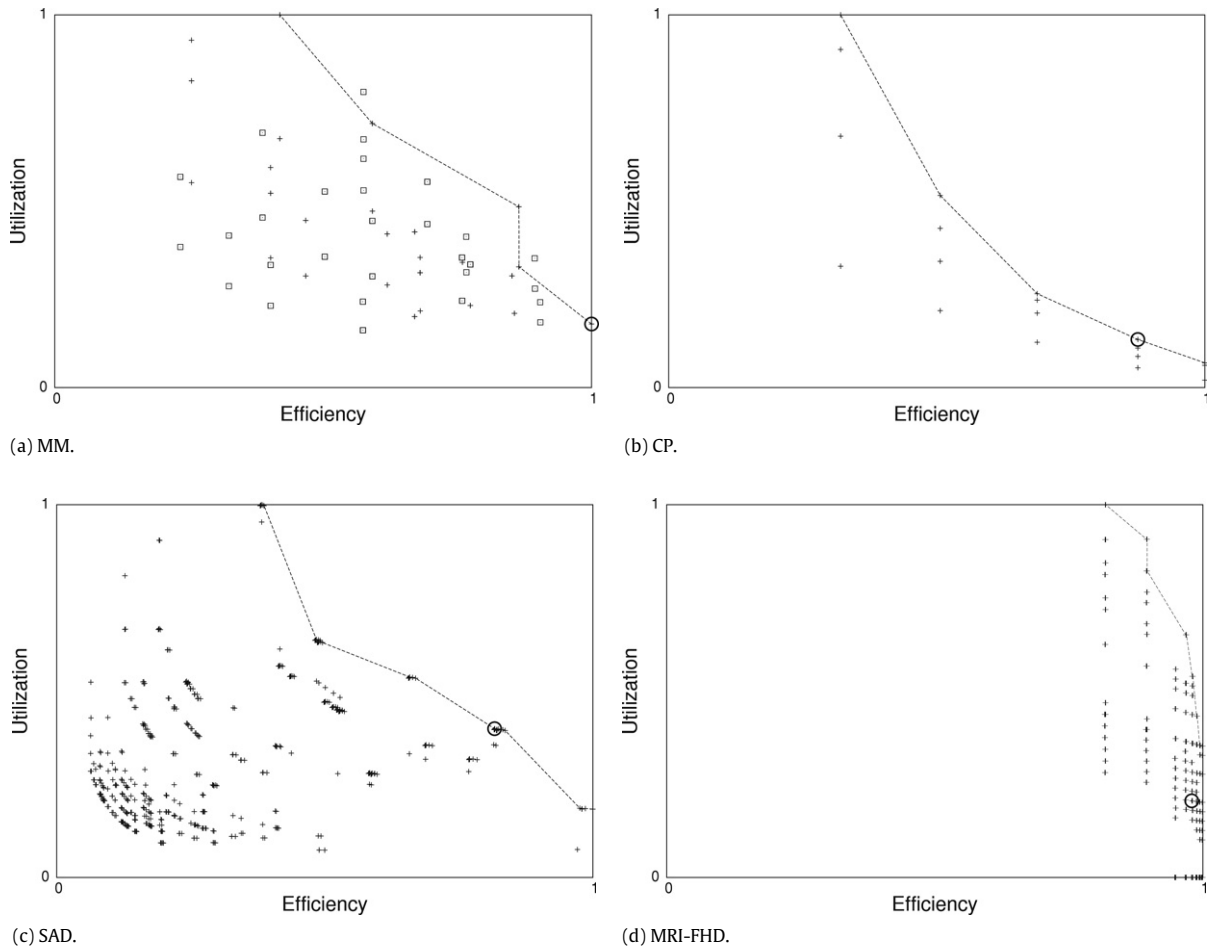 1
Utilization
0
0
Efficiency
1
(a) MM.
1
Utilization
0
0
Efficiency
1
(b) CP.
1
Utilization
0
0
Efficiency
1
(c) SAD.
1
Utilization
0
0
Efficiency
1
(d) MRI-FHD.